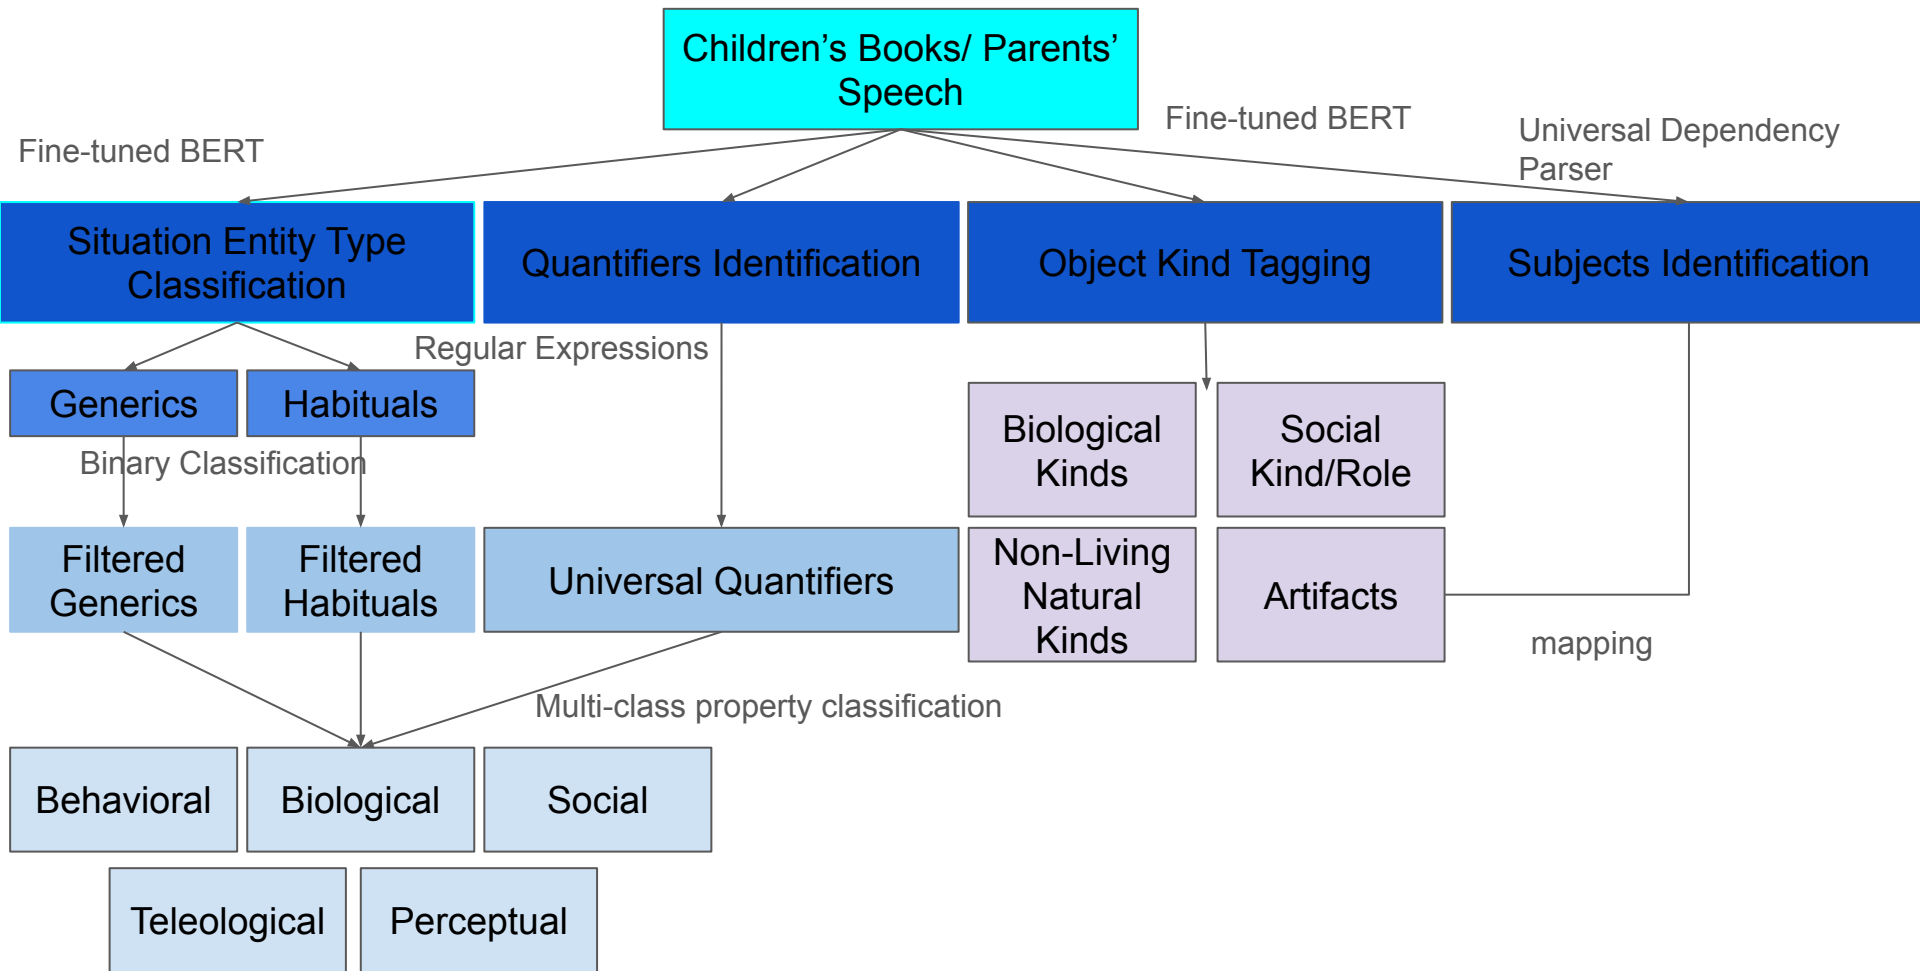 Children’s Books/ Parents’
Speech
Fine-tuned BERT
Fine-tuned BERT
Universal Dependency
Parser
Situation Entity Type
Classification
Quantifiers Identification
Object Kind Tagging
Subjects Identification
Regular Expressions
Generics
Habituals
Binary Classification
Biological
Kinds
Social
Kind/Role
Filtered
Generics
Filtered
Habituals
Universal Quantifiers
Non-Living
Natural
Kinds
Artifacts
mapping
Multi-class property classification
Behavioral
Biological
Social
Teleological
Perceptual